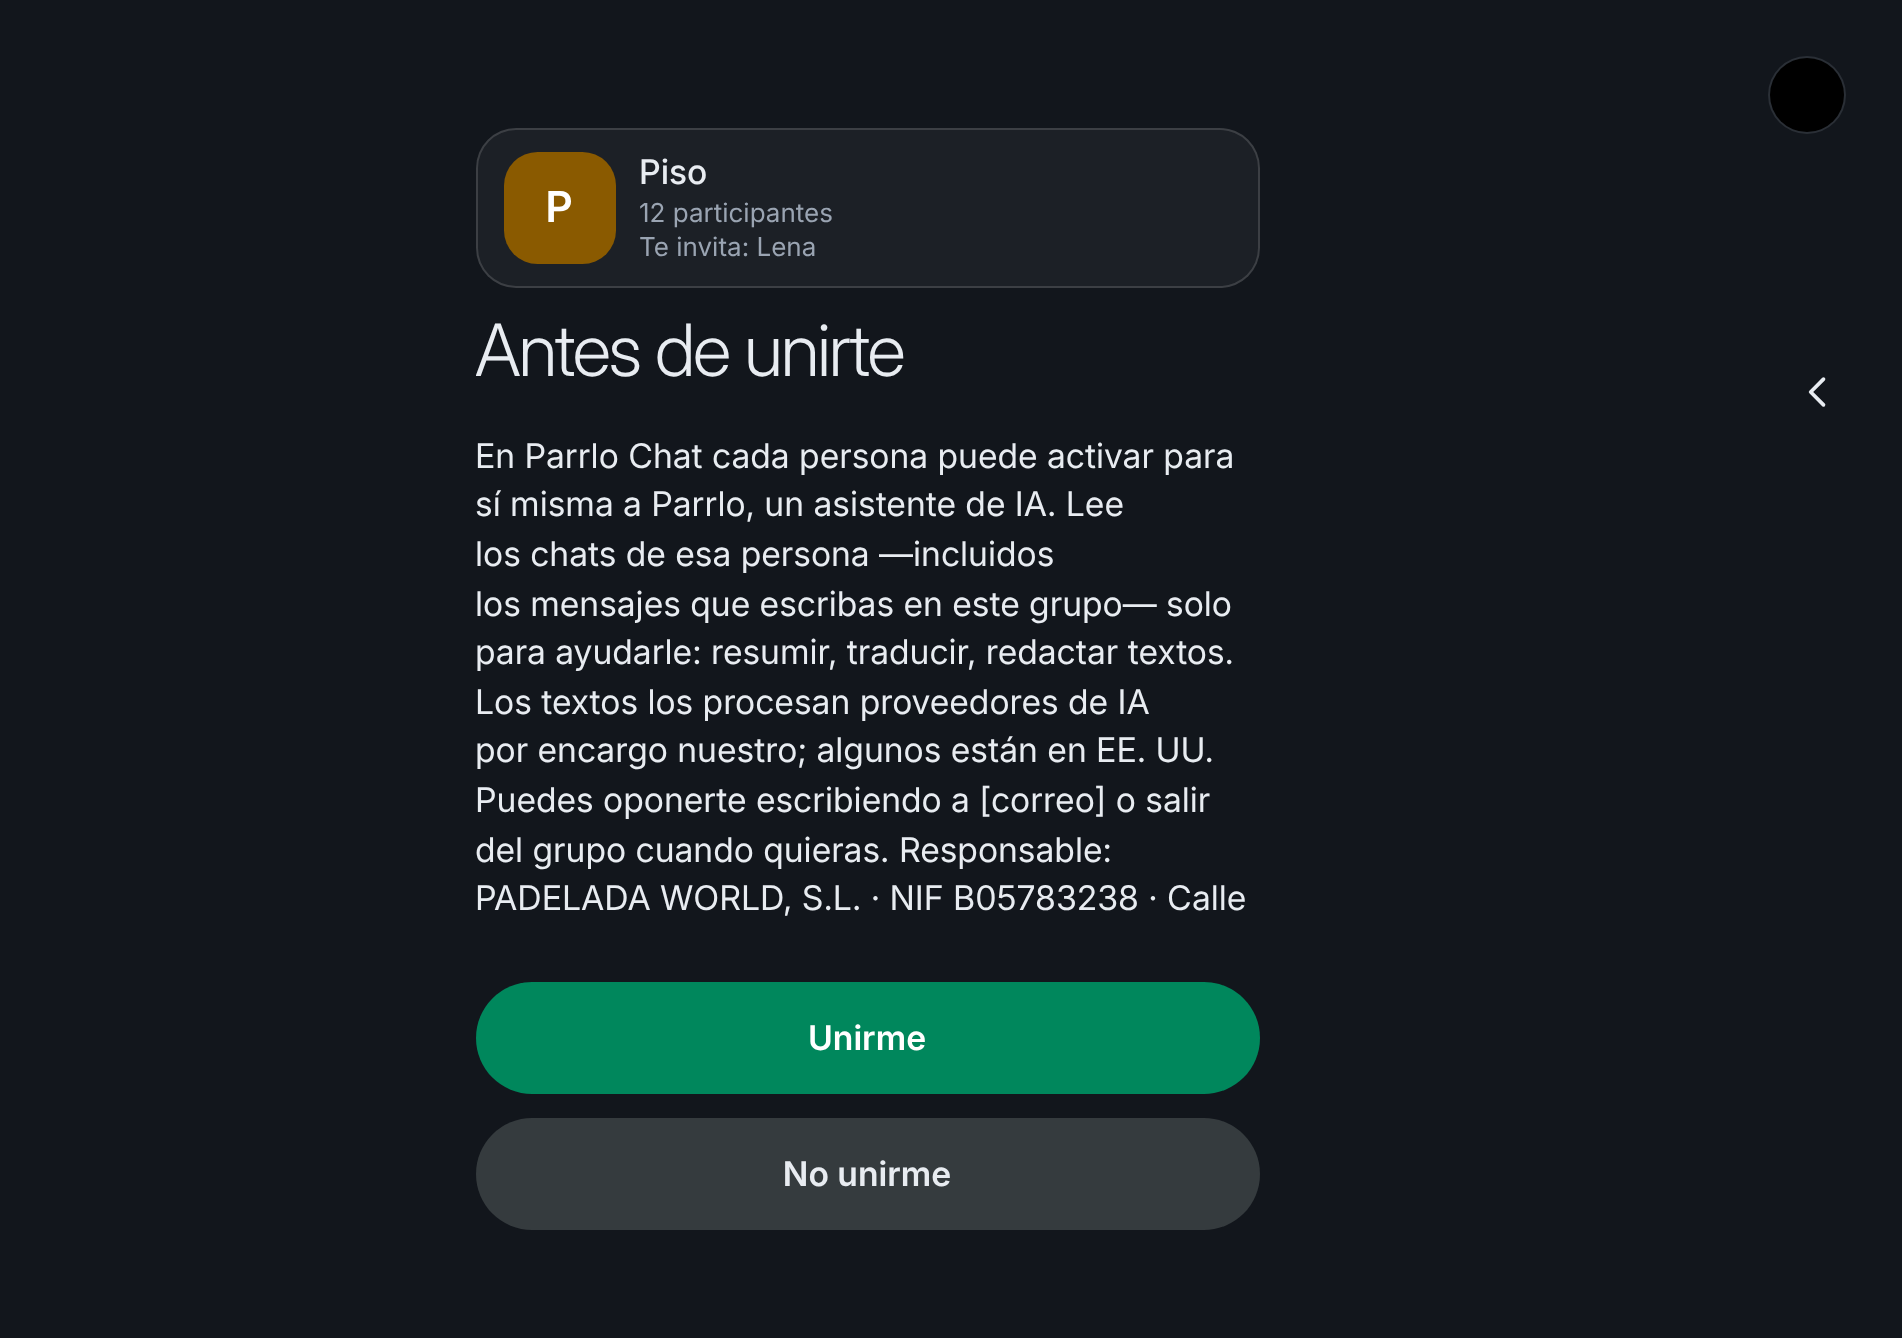 P
Piso
12 participantes
Te invita: Lena
Antes de unirte
En Parrlo Chat cada persona puede activar para
sí misma a Parrlo, un asistente de IA. Lee
los chats de esa persona —incluidos
los mensajes que escribas en este grupo— solo
para ayudarle: resumir, traducir, redactar textos.
Los textos los procesan proveedores de IA
por encargo nuestro; algunos están en EE. UU.
Puedes oponerte escribiendo a [correo] o salir
del grupo cuando quieras. Responsable:
PADELADA WORLD, S.L. · NIF B05783238 · Calle
Unirme
No unirme